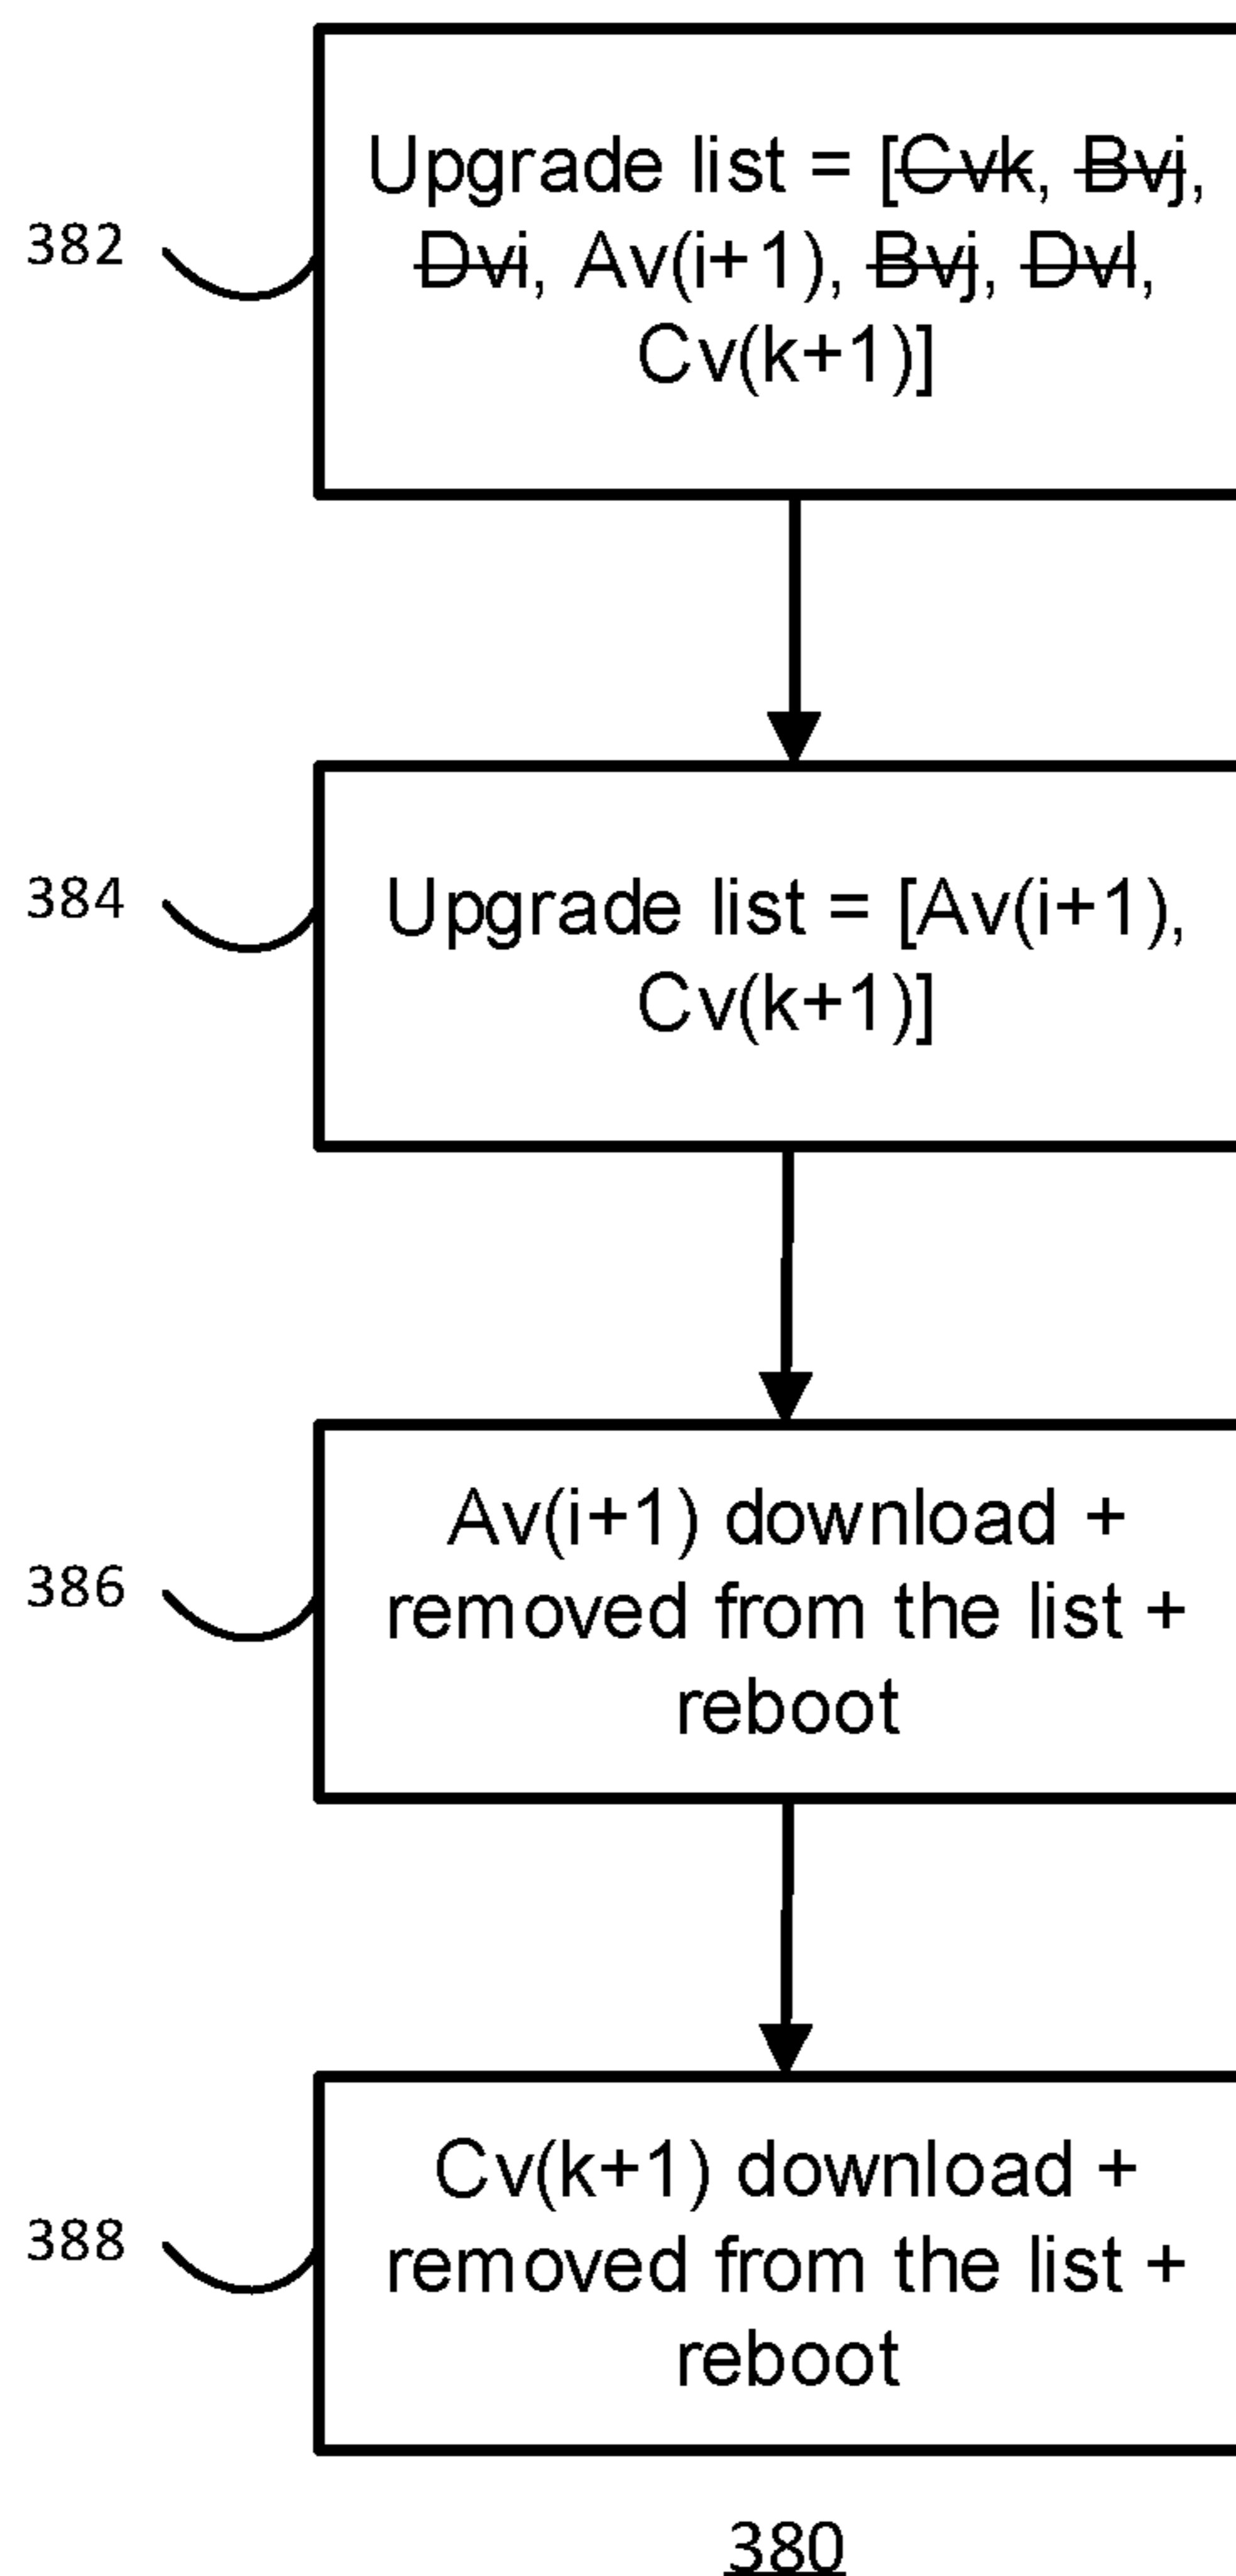 Upgrade list = [Cvk, Bvj,
382
Dvi, Av(i+1), Bvj, Dvl,
Cv(k+1)]
384
Upgrade list = [Av(i+1),
Cv(k+1)]
Av(i+1) download +
386
removed from the list +
reboot
Cv(k+1) download +
388
removed from the list +
reboot
380